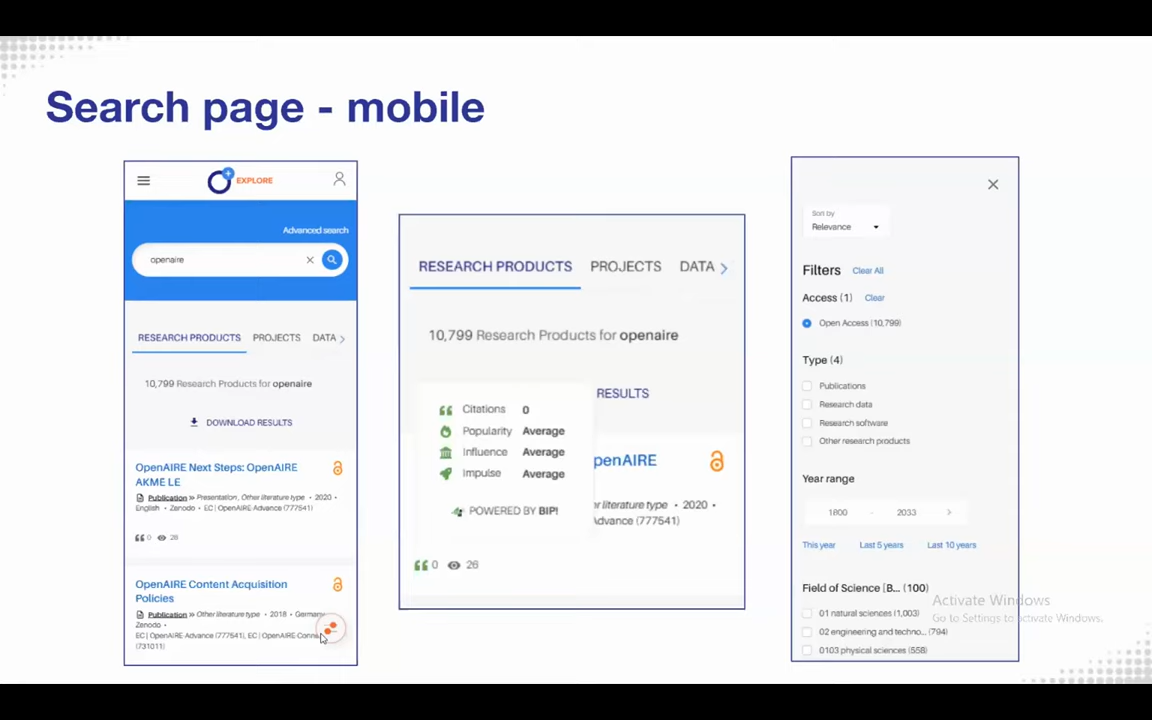 Search page - mobile
EXPLORE
Advanced search
openaire
RESEARCH PRODUCTS PROJECTS DATA
10,799 Research Products for openaire
DOWNLOAD RESULTS
OpenAIRE Next Steps: OpenAIRE
AKME LE
Publication » Presentation, Other literature type • 2020 •
English • Zenodo • EC | OpenAIRE Advance (777541)
0 28
OpenAIRE Content Acquisition
Policies
Publication » Other literature type • 2018 • Germany
Zenodo •
EC | OpenAIRE Advance (777541), EC | OpenAIRE-Conne
(731011)
RESEARCH PRODUCTS PROJECTS DATA
10,799 Research Products for openaire
RESULTS
Citations 0
Popularity Average
Influence Average
Impulse Average
POWERED BY BIP!
penAIRE
er literature type • 2020 •
Advance (777541)
0 26
Sort by
Relevance
Filters Clear All
Access (1) Clear
Open Access (10,799)
Type (4)
Publications
Research data
Research software
Other research products
Year range
1800 - 2033
This year Last 5 years Last 10 years
Field of Science [B... (100)
01 natural sciences (1,003)
02 engineering and techno... (794)
0103 physical sciences (558)
Activate Windows
Go to Settings to activate Windows.